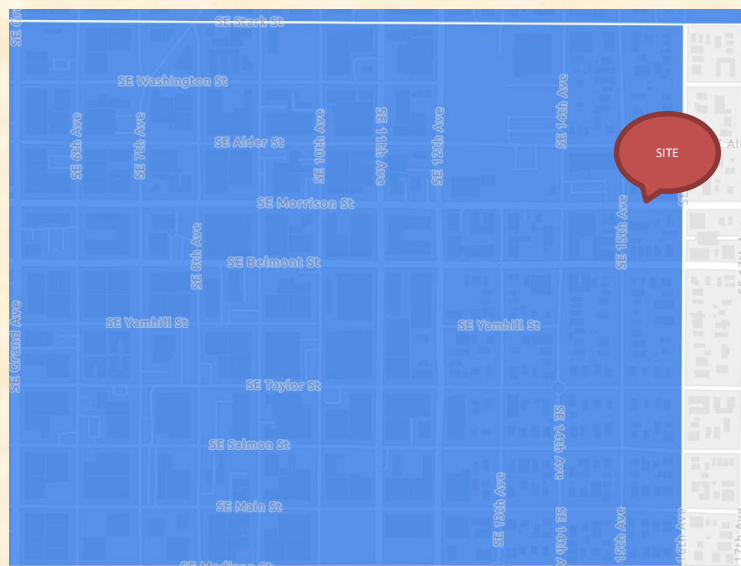 SE Stark St
SE Washington St
SE 6th Ave
SE 7th Ave
SE Alder St
SE 10th Ave
SE 11th Ave
SE 12th Ave
SE 14th Ave
SITE
SE Morrison St
SE 8th Ave
SE Belmont St
SE 15th Ave
SE Grand Ave
SE Yamhill St
SE Yamhill St
SE Taylor St
SE 14th Ave
SE Salmon St
SE Main St
SE 13th Ave
SE 14th A
15th Ave
16th Ave
17th Ave